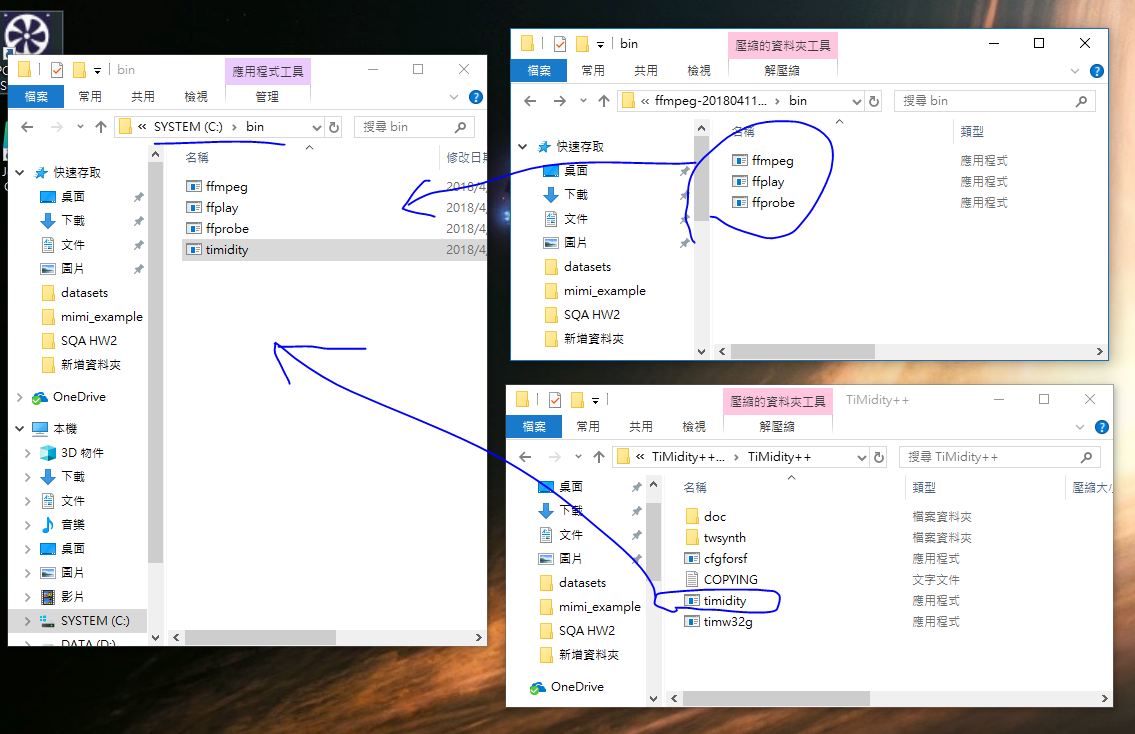 bin
應用程式工具
檔案
常用
共用
檢視
管理
« SYSTEM (C:) › bin
搜尋 bin
快速存取
桌面
下載
文件
圖片
datasets
mimi_example
SQA HW2
新增資料夾
OneDrive
本機
3D 物件
下載
文件
音樂
桌面
圖片
影片
SYSTEM (C:)
DATA (D:)
名稱
修改日期
ffmpeg 2018/4/
ffplay 2018/4/
ffprobe 2018/4/
timidity 2018/4/
bin
壓縮的資料夾工具
檔案
常用
共用
檢視
解壓縮
« ffmpeg-20180411... › bin
搜尋 bin
快速存取
桌面
下載
文件
圖片
datasets
mimi_example
SQA HW2
新增資料夾
名稱 類型
ffmpeg 應用程式
ffplay 應用程式
ffprobe 應用程式
壓縮的資料夾工具
TiMidity++
檔案
常用
共用
檢視
解壓縮
« TiMidity++... › TiMidity++
搜尋 TiMidity++
桌面
下載
文件
圖片
datasets
mimi_example
SQA HW2
新增資料夾
OneDrive
名稱 類型 壓縮大小
doc 檔案資料夾
twsynth 檔案資料夾
cfgforsf 應用程式
COPYING 文字文件
timidity 應用程式
timw32g 應用程式